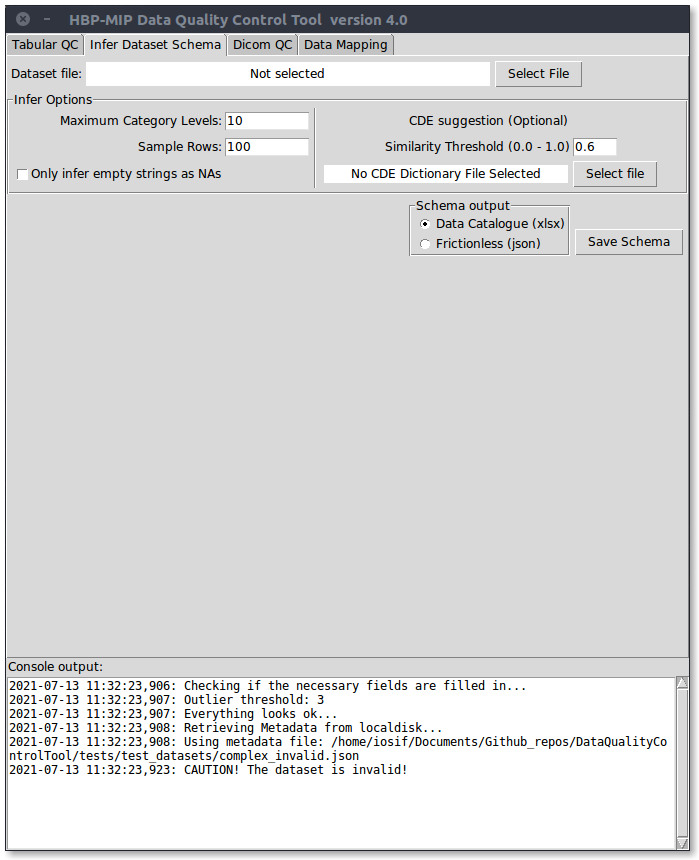 HBP-MIP Data Quality Control Tool version 4.0
Tabular QC Infer Dataset Schema Dicom QC Data Mapping
Dataset file: Not selected Select File
Infer Options
Maximum Category Levels: 10 CDE suggestion (Optional)
Sample Rows: 100 Similarity Threshold (0.0 - 1.0) 0.6
Only infer empty strings as NAs No CDE Dictionary File Selected Select file
Schema output
Data Catalogue (xlsx)
Frictionless (json) Save Schema
Console output:
2021-07-13 11:32:23,906: Checking if the necessary fields are filled in...
2021-07-13 11:32:23,907: Outlier threshold: 3
2021-07-13 11:32:23,907: Everything looks ok...
2021-07-13 11:32:23,908: Retrieving Metadata from localdisk...
2021-07-13 11:32:23,908: Using metadata file: /home/iosif/Documents/Github_repos/DataQualityCo
ntrolTool/tests/test_datasets/complex_invalid.json
2021-07-13 11:32:23,923: CAUTION! The dataset is invalid!